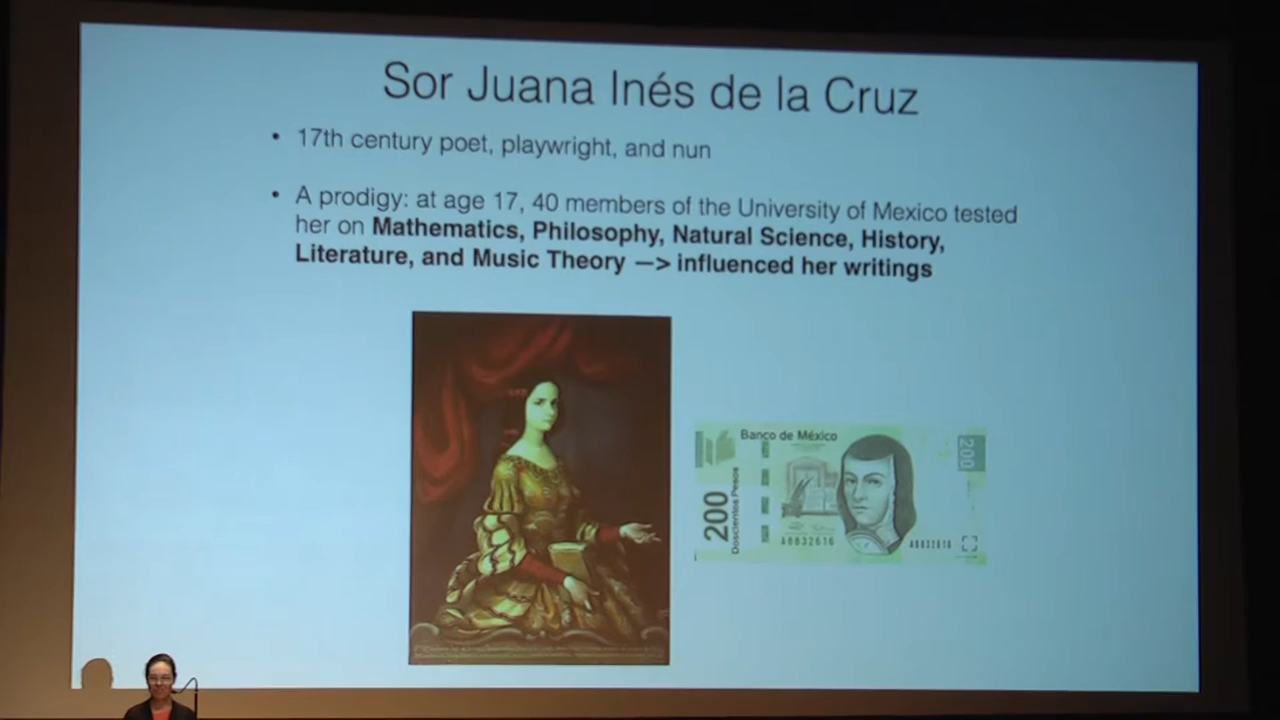 Sor Juana Inés de la Cruz
• 17th century poet, playwright, and nun
• A prodigy: at age 17, 40 members of the University of Mexico tested
her on Mathematics, Philosophy, Natural Science, History,
Literature, and Music Theory —> influenced her writings
Banco de México
200
200
Doscientos Pesos
A8832616
A8832616